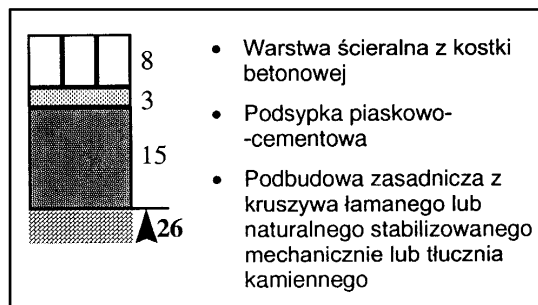 8
3
15
26
• Warstwa ścieralna z kostki
betonowej
• Podsypka piaskowo-
-cementowa
• Podbudowa zasadnicza z
kruszywa łamanego lub
naturalnego stabilizowanego
mechanicznie lub tłucznia
kamiennego